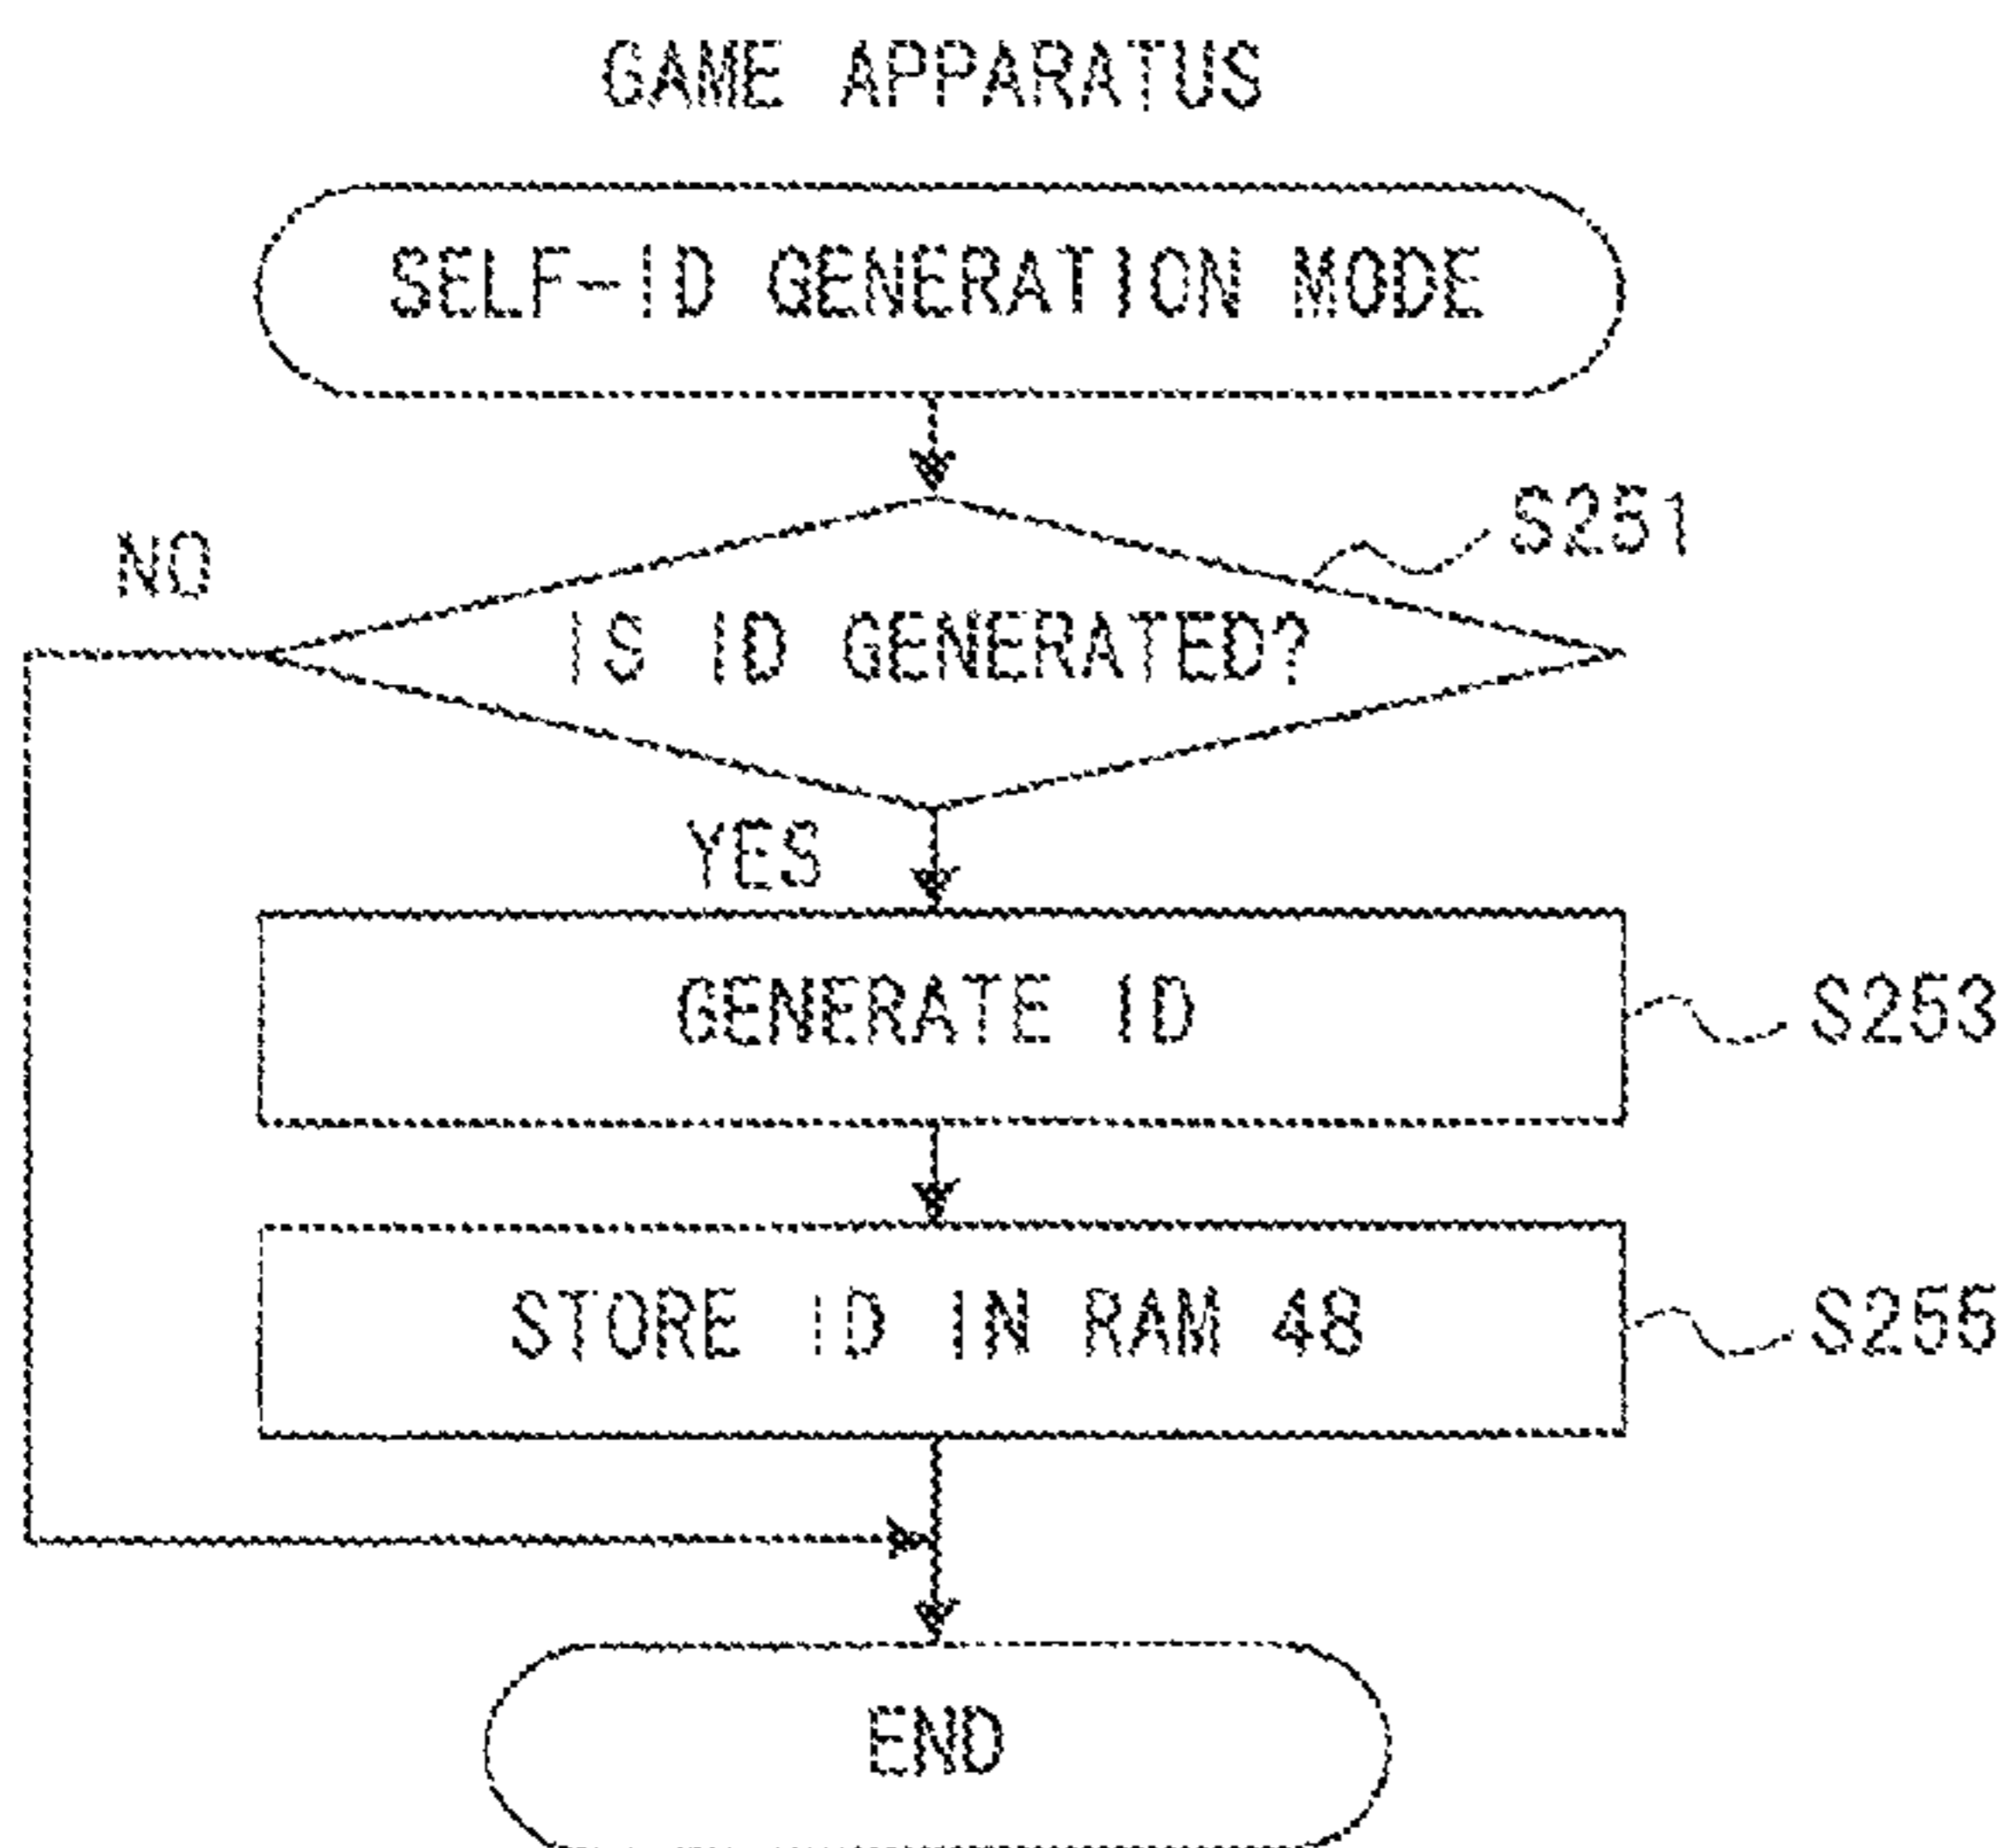 GAME APPARATUS
SELF-ID GENERATION MODE
S251
NO
IS ID GENERATED?
YES
GENERATE ID
S253
STORE ID IN RAM 48
S255
END